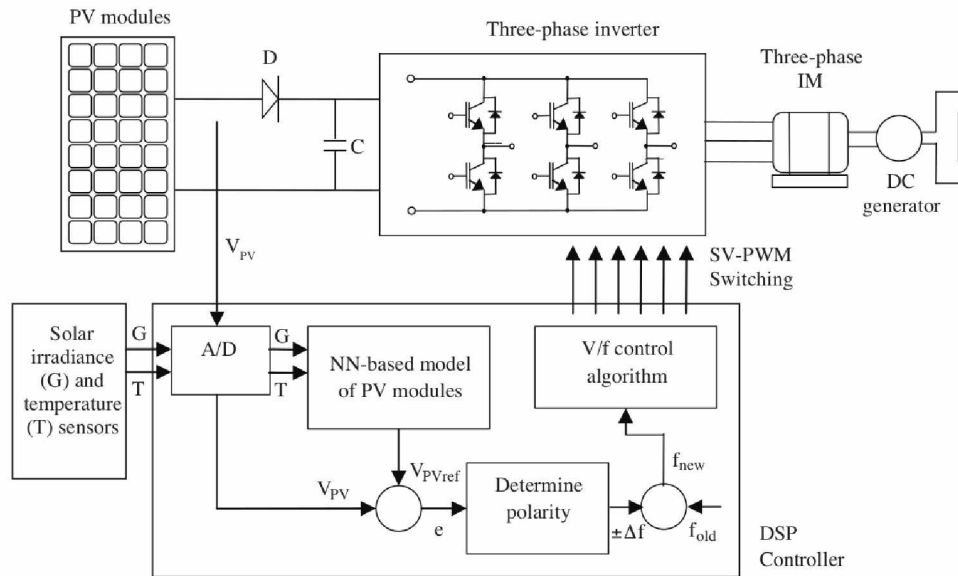 PV modules
D
C
Three-phase inverter
Three-phase
IM
DC
generator
V_PV
SV-PWM
Switching
Solar
irradiance
(G) and
temperature
(T) sensors
G
T
A/D
G
T
NN-based model
of PV modules
V/f control
algorithm
V_PVref
V_PV
e
Determine
polarity
±Δf
f_new
f_old
DSP
Controller